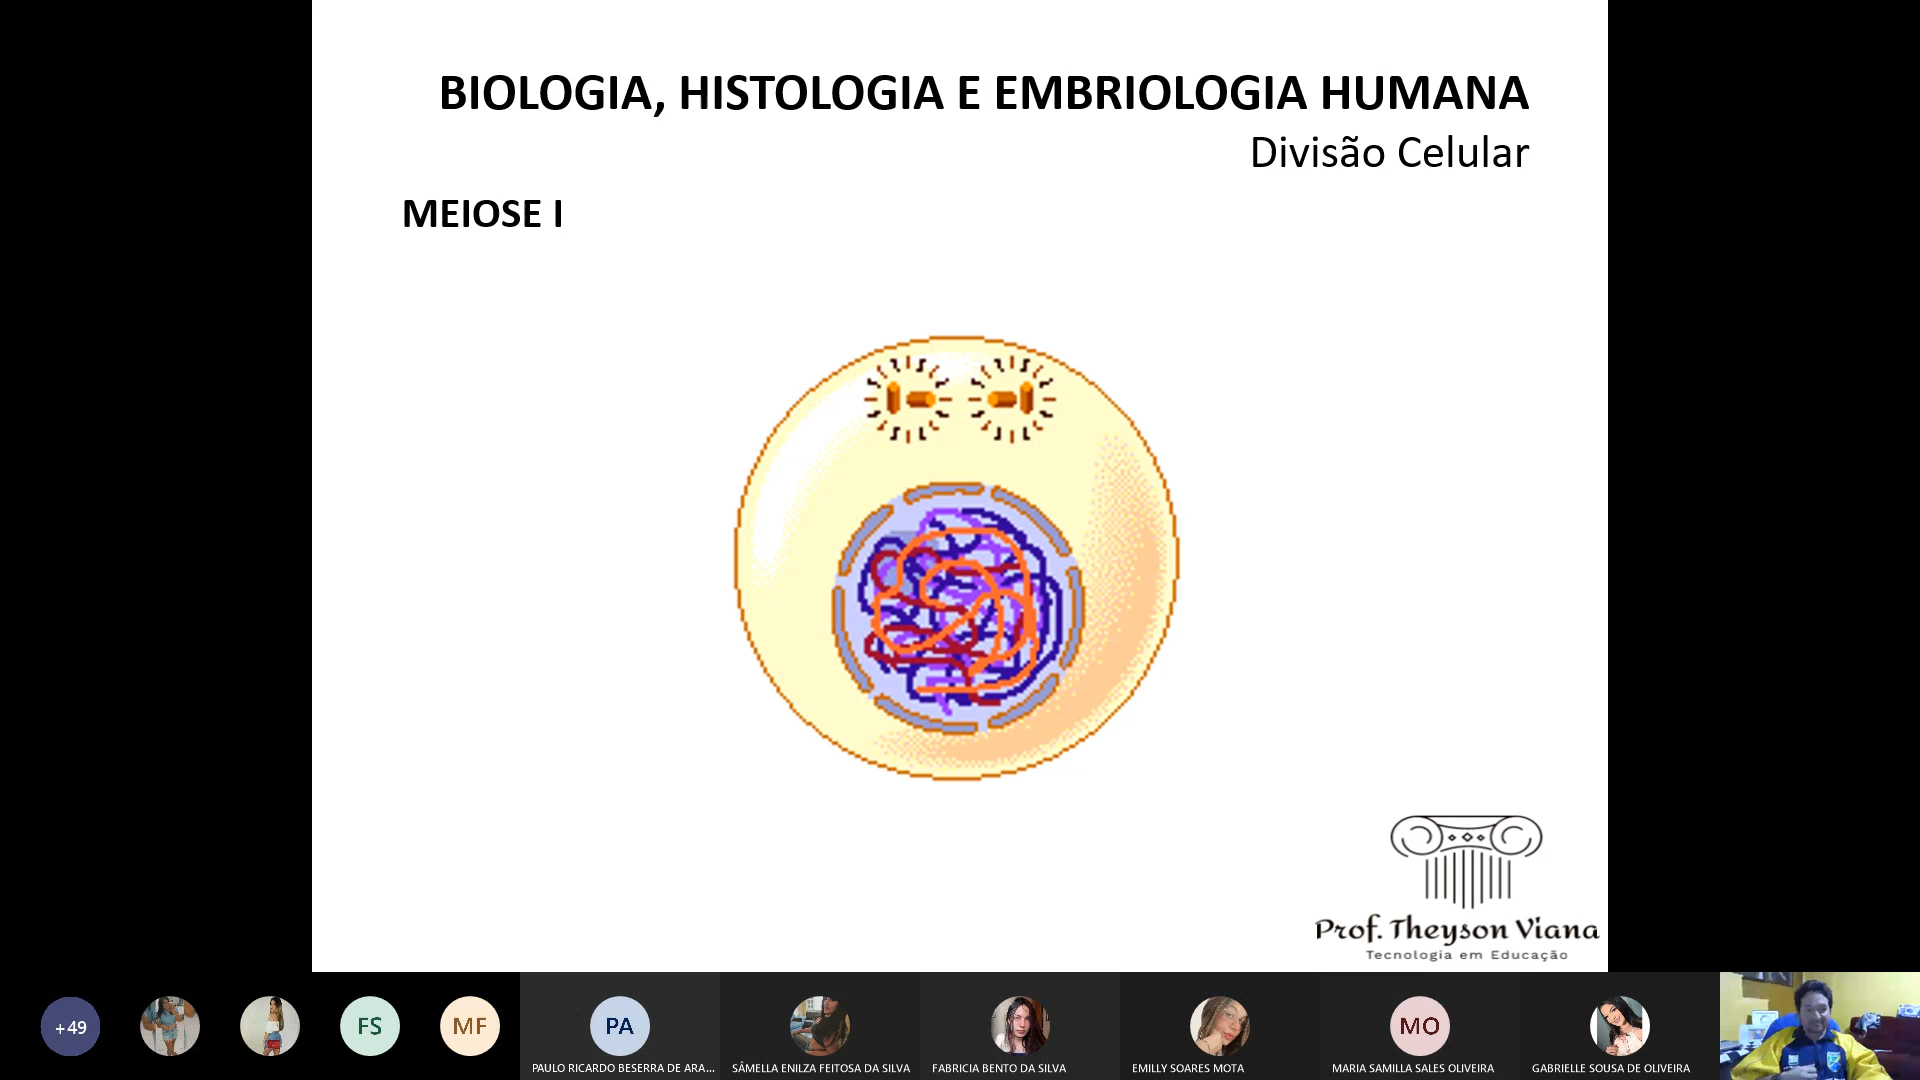 BIOLOGIA, HISTOLOGIA E EMBRIOLOGIA HUMANA
Divisão Celular
MEIOSE I
Prof. Theyson Viana
Tecnologia em Educação
+49
FS
MF
PA
MO
PAULO RICARDO BESERRA DE ARA...
SÂMELLA ENILZA FEITOSA DA SILVA
FABRICIA BENTO DA SILVA
EMILLY SOARES MOTA
MARIA SAMILLA SALES OLIVEIRA
GABRIELLE SOUSA DE OLIVEIRA